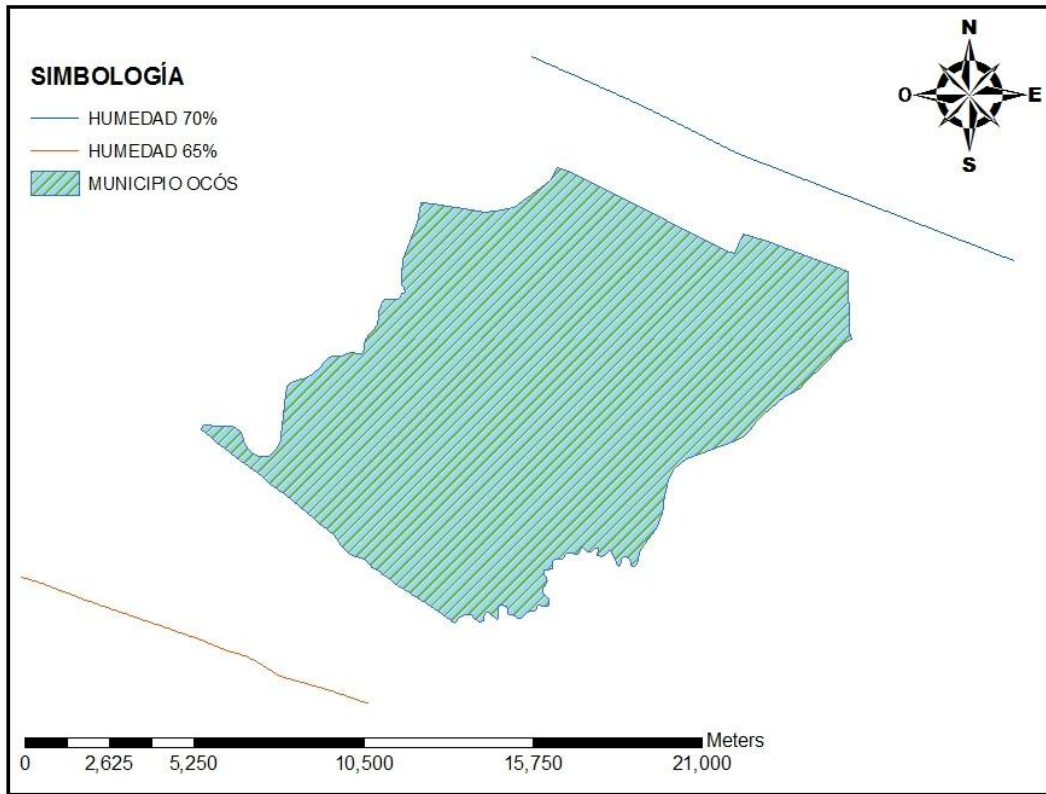 SIMBOLOGÍA
HUMEDAD 70%
HUMEDAD 65%
MUNICIPIO OCÓS
N
O E
S
Meters
0 2,625 5,250 10,500 15,750 21,000